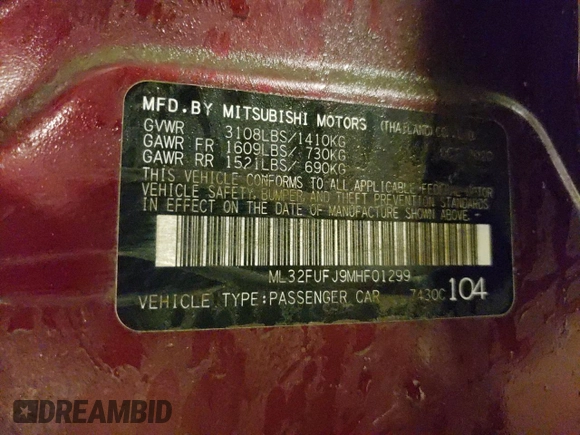 MFD.BY MITSUBISHI MOTORS (THAILAND) CO.,LTD.
GVWR 3108LBS/1410KG
GAWR FR 1609LBS/ 730KG
GAWR RR 1521LBS/ 690KG
THIS VEHICLE CONFORMS TO ALL APPLICABLE FEDERAL MOTOR
VEHICLE SAFETY, BUMPER AND THEFT PREVENTION STANDARDS
IN EFFECT ON THE DATE OF MANUFACTURE SHOWN ABOVE.
ML32FUFJ9MHF01299
VEHICLE TYPE:PASSENGER CAR 7430C 104
DREAMBID